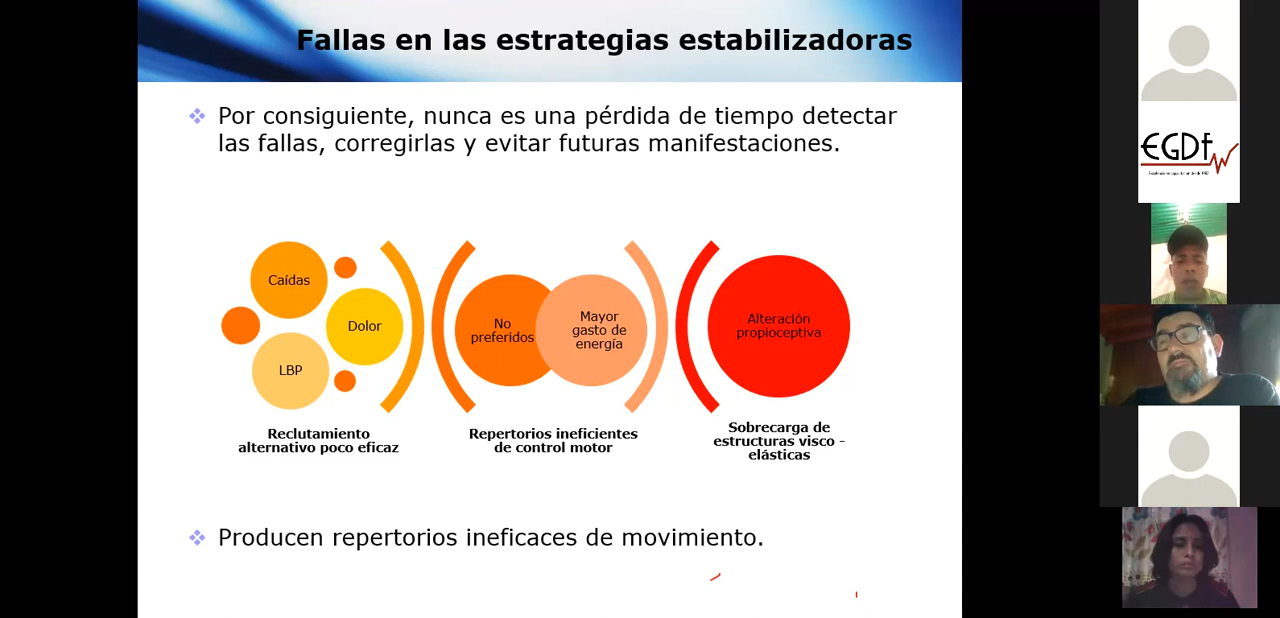 Fallas en las estrategias estabilizadoras
Por consiguiente, nunca es una pérdida de tiempo detectar
las fallas, corregirlas y evitar futuras manifestaciones.
Caídas
Dolor
LBP
No
preferidos
Mayor
gasto de
energía
Alteración
propioceptiva
Reclutamiento
alternativo poco eficaz
Repertorios ineficientes
de control motor
Sobrecarga de
estructuras visco -
elásticas
Producen repertorios ineficaces de movimiento.
EGDf